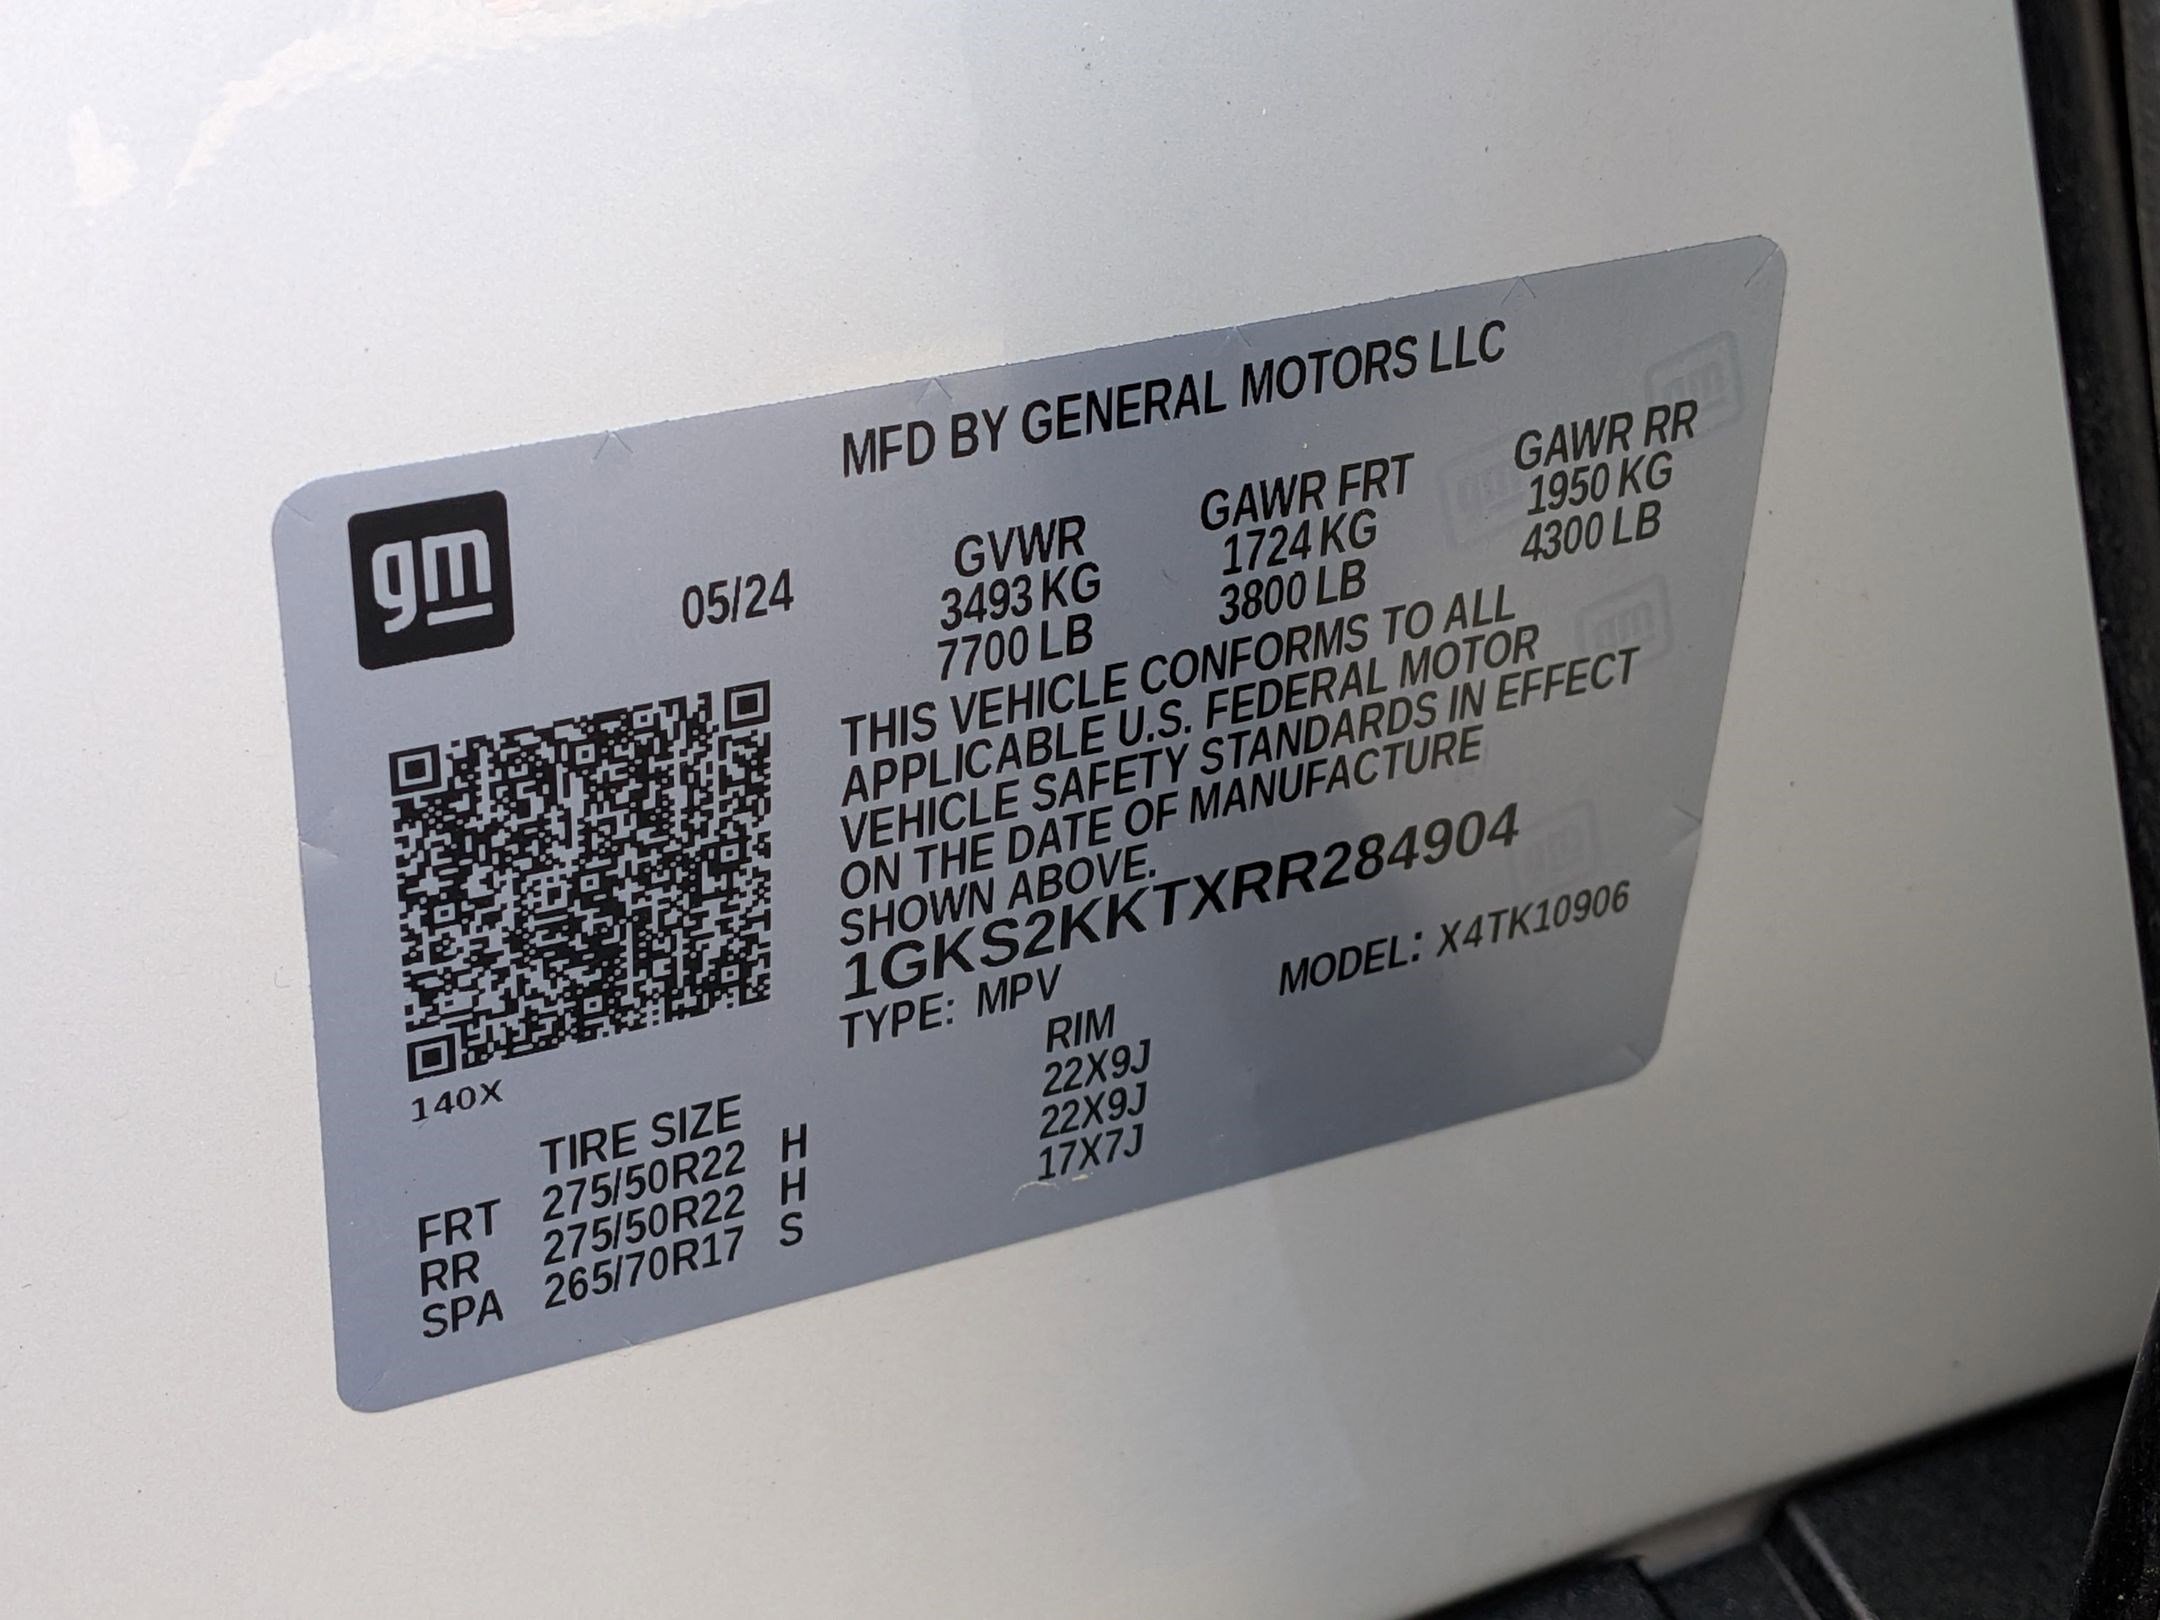 MFD BY GENERAL MOTORS LLC
gm
05/24
GVWR GAWR FRT GAWR RR
3493 KG 1724 KG 1950 KG
7700 LB 3800 LB 4300 LB
THIS VEHICLE CONFORMS TO ALL
APPLICABLE U.S. FEDERAL MOTOR
VEHICLE SAFETY STANDARDS IN EFFECT
ON THE DATE OF MANUFACTURE
SHOWN ABOVE.
1GKS2KKTXRR284904
TYPE: MPV MODEL: X4TK10906
140X
TIRE SIZE RIM
FRT 275/50R22 H 22X9J
RR 275/50R22 H 22X9J
SPA 265/70R17 S 17X7J